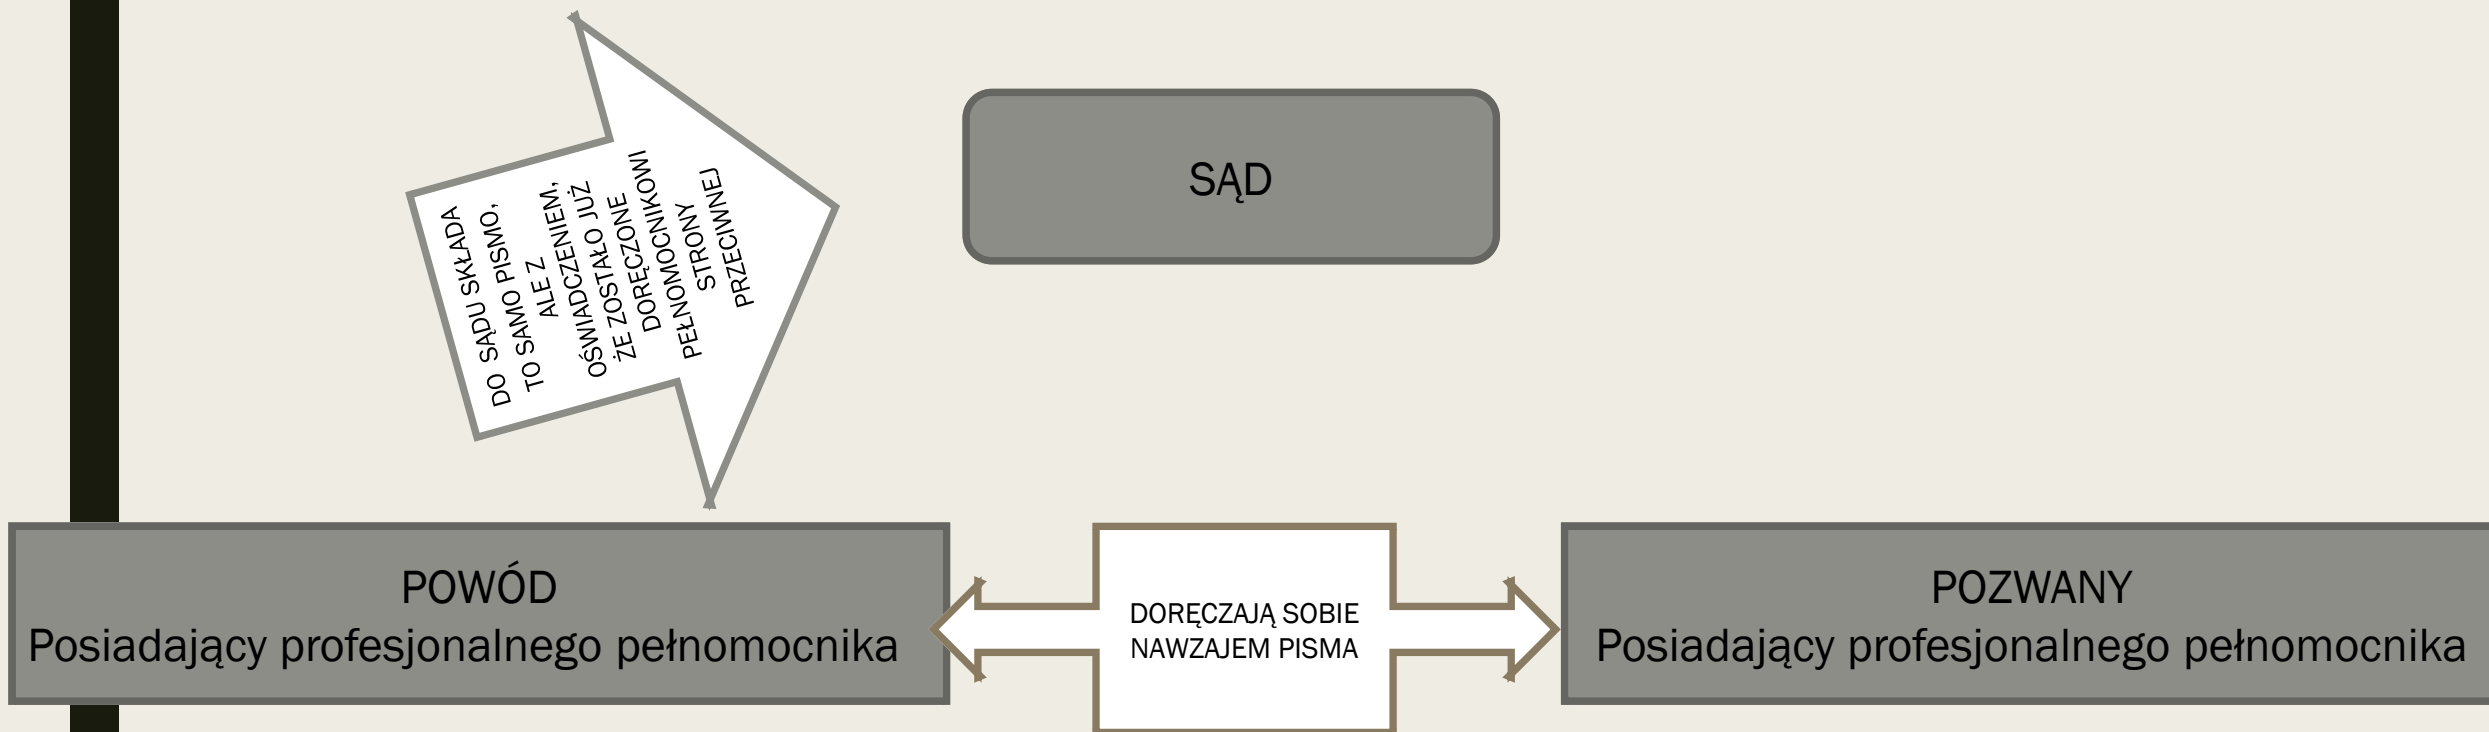 DO SĄDU SKŁADA
TO SAMO PISMO,
ALE Z
OŚWIADCZENIEM,
ŻE ZOSTAŁO JUŻ
DORĘCZONE
PEŁNOMOCNIKOWI
STRONY
PRZECIWNEJ
SĄD
POWÓD
Posiadający profesjonalnego pełnomocnika
DORĘCZAJĄ SOBIE
NAWZAJEM PISMA
POZWANY
Posiadający profesjonalnego pełnomocnika